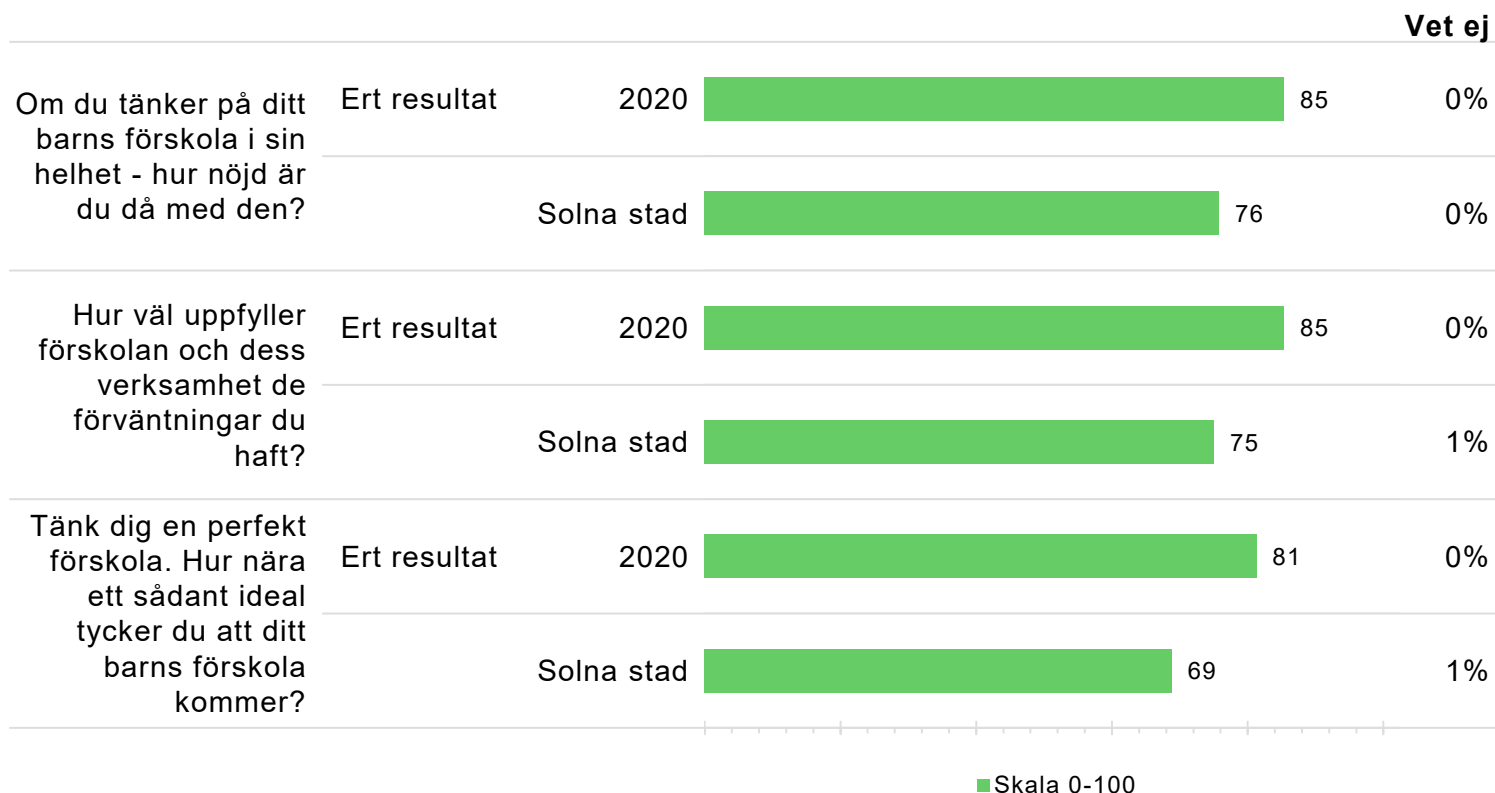 Vet ej
Om du tänker på ditt
barns förskola i sin
helhet - hur nöjd är
du då med den?
Ert resultat 2020 85 0%
Solna stad 76 0%
Hur väl uppfyller
förskolan och dess
verksamhet de
förväntningar du
haft?
Ert resultat 2020 85 0%
Solna stad 75 1%
Tänk dig en perfekt
förskola. Hur nära
ett sådant ideal
tycker du att ditt
barns förskola
kommer?
Ert resultat 2020 81 0%
Solna stad 69 1%
Skala 0-100